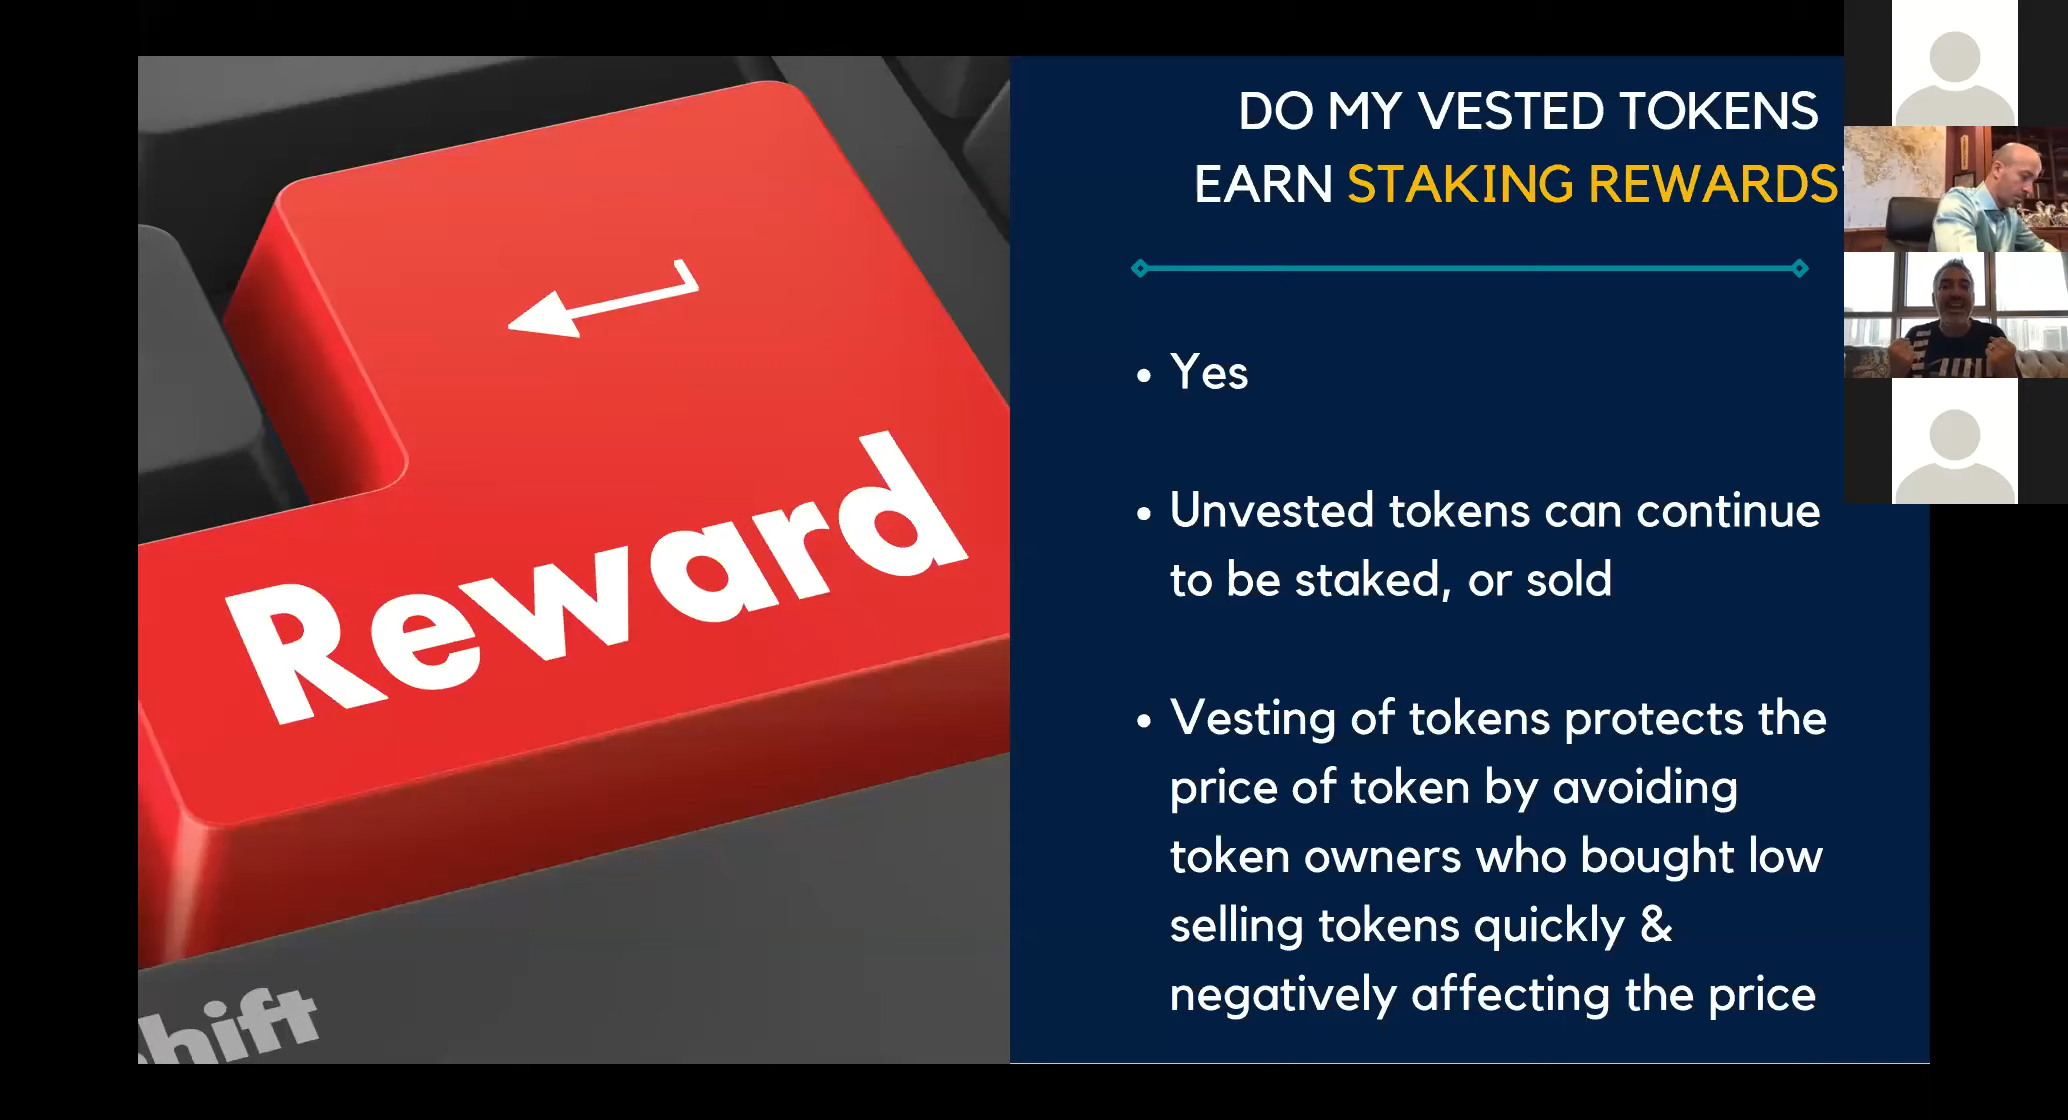 Reward
hift
DO MY VESTED TOKENS
EARN STAKING REWARDS
• Yes
• Unvested tokens can continue
to be staked, or sold
• Vesting of tokens protects the
price of token by avoiding
token owners who bought low
selling tokens quickly &
negatively affecting the price